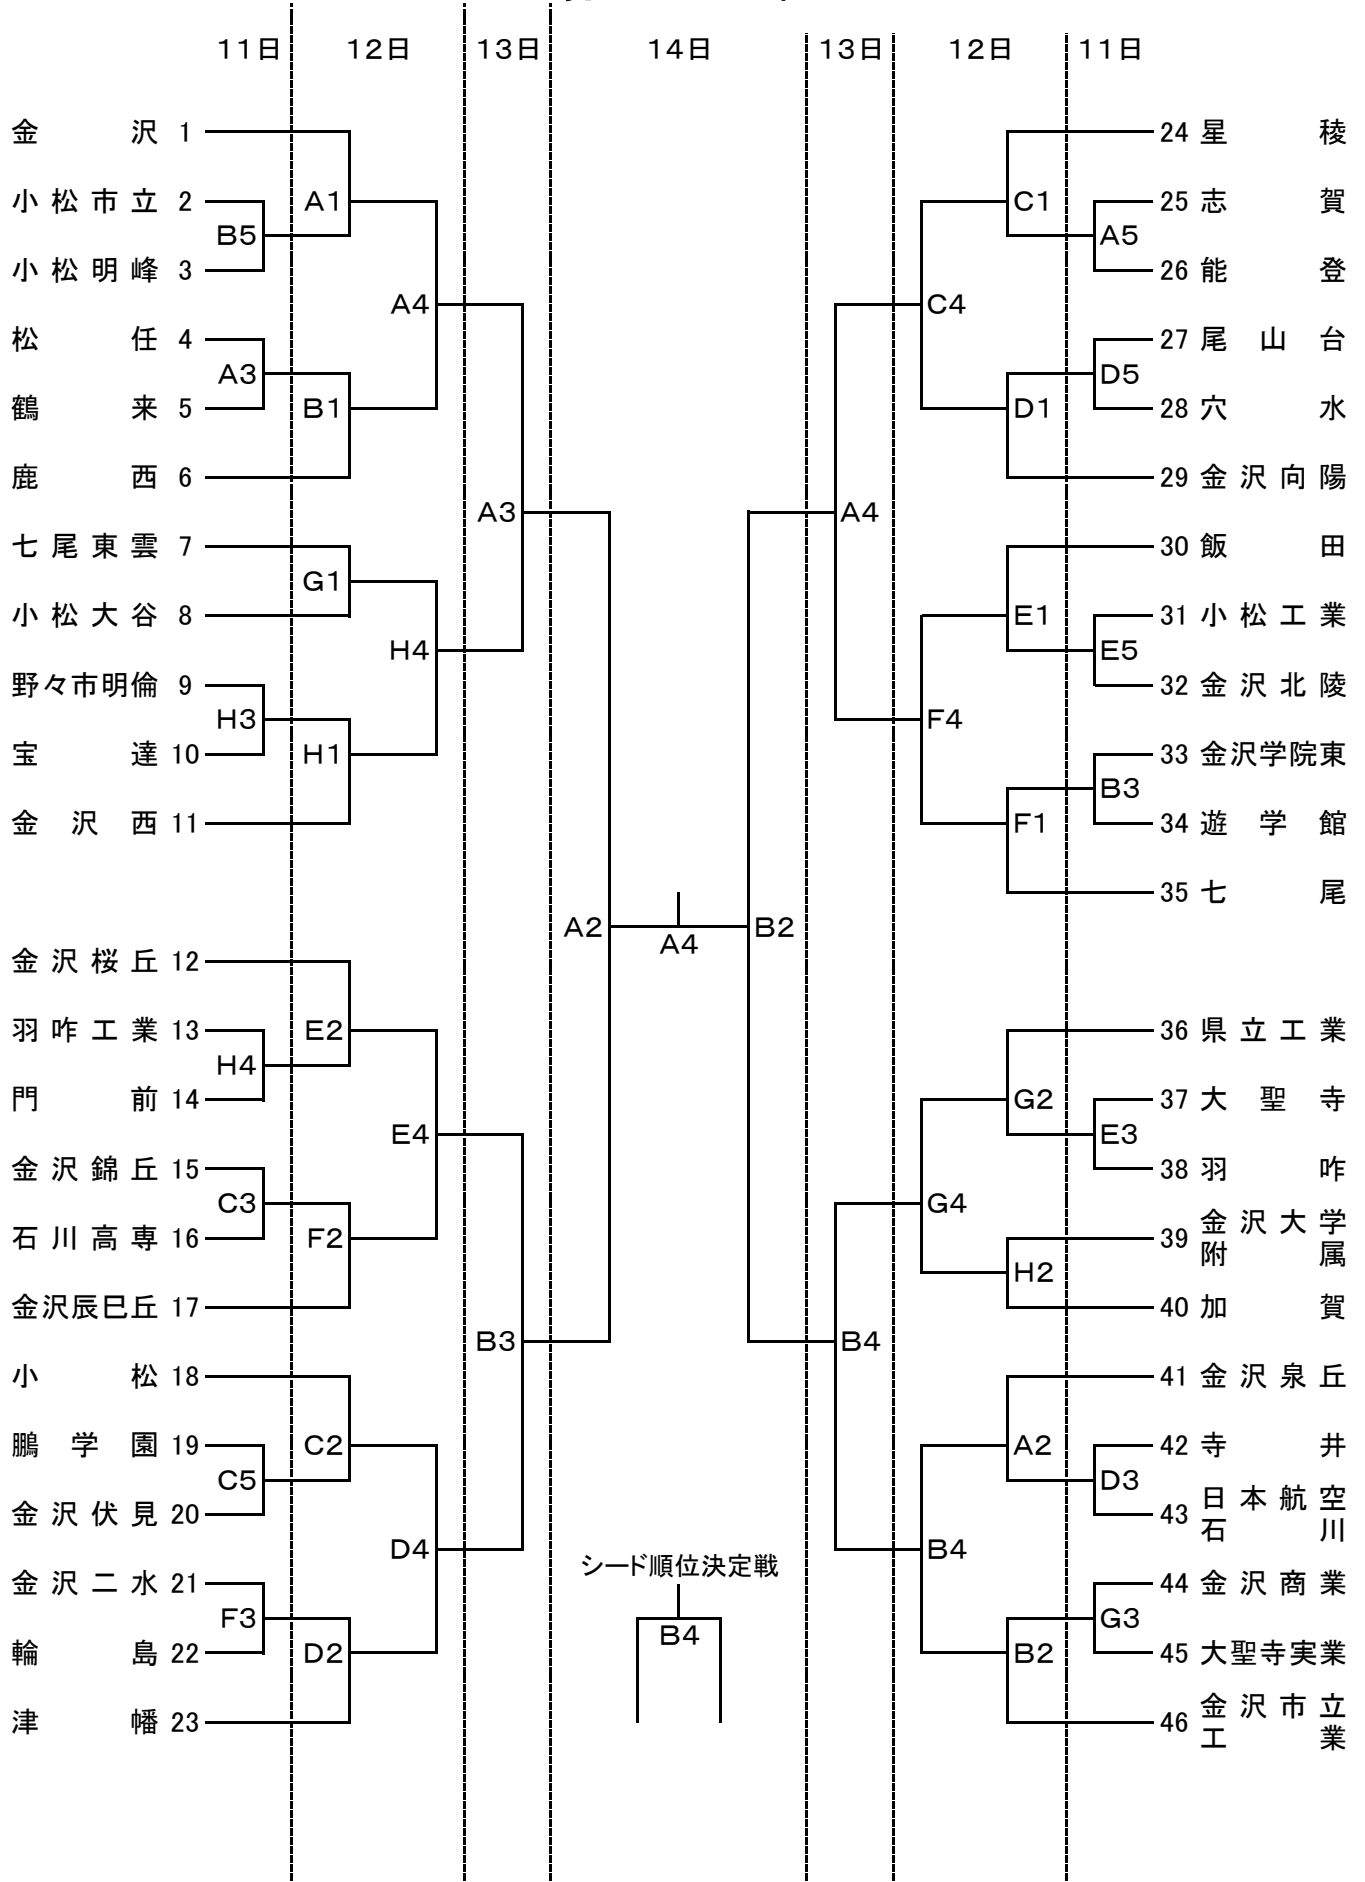 11日 12日 13日 14日 13日 12日 11日
金沢 1
小松市立 2
B5
小松明峰 3
A1
松任 4
A3
鶴来 5
鹿西 6
B1
A4
七尾東雲 7
小松大谷 8
G1
野々市明倫 9
H3
宝達 10
金沢西 11
H1
H4
A3
金沢桜丘 12
羽咋工業 13
H4
門前 14
E2
金沢錦丘 15
C3
石川高専 16
金沢辰巳丘 17
F2
E4
小松 18
鵬学園 19
C5
金沢伏見 20
C2
金沢二水 21
F3
輪島 22
津幡 23
D2
D4
B3
A2
A4
B2
シード順位決定戦
B4
24 星稜
25 志賀
A5
26 能登
C1
27 尾山台
D5
28 穴水
29 金沢向陽
D1
C4
30 飯田
31 小松工業
E5
32 金沢北陵
E1
33 金沢学院東
B3
34 遊学館
35 七尾
F1
F4
A4
36 県立工業
37 大聖寺
E3
38 羽咋
G2
39 金沢大学
附属
40 加賀
H2
G4
41 金沢泉丘
42 寺井
D3
43 日本航空
石川
A2
44 金沢商業
G3
45 大聖寺実業
46 金沢市立
工業
B2
B4
B4